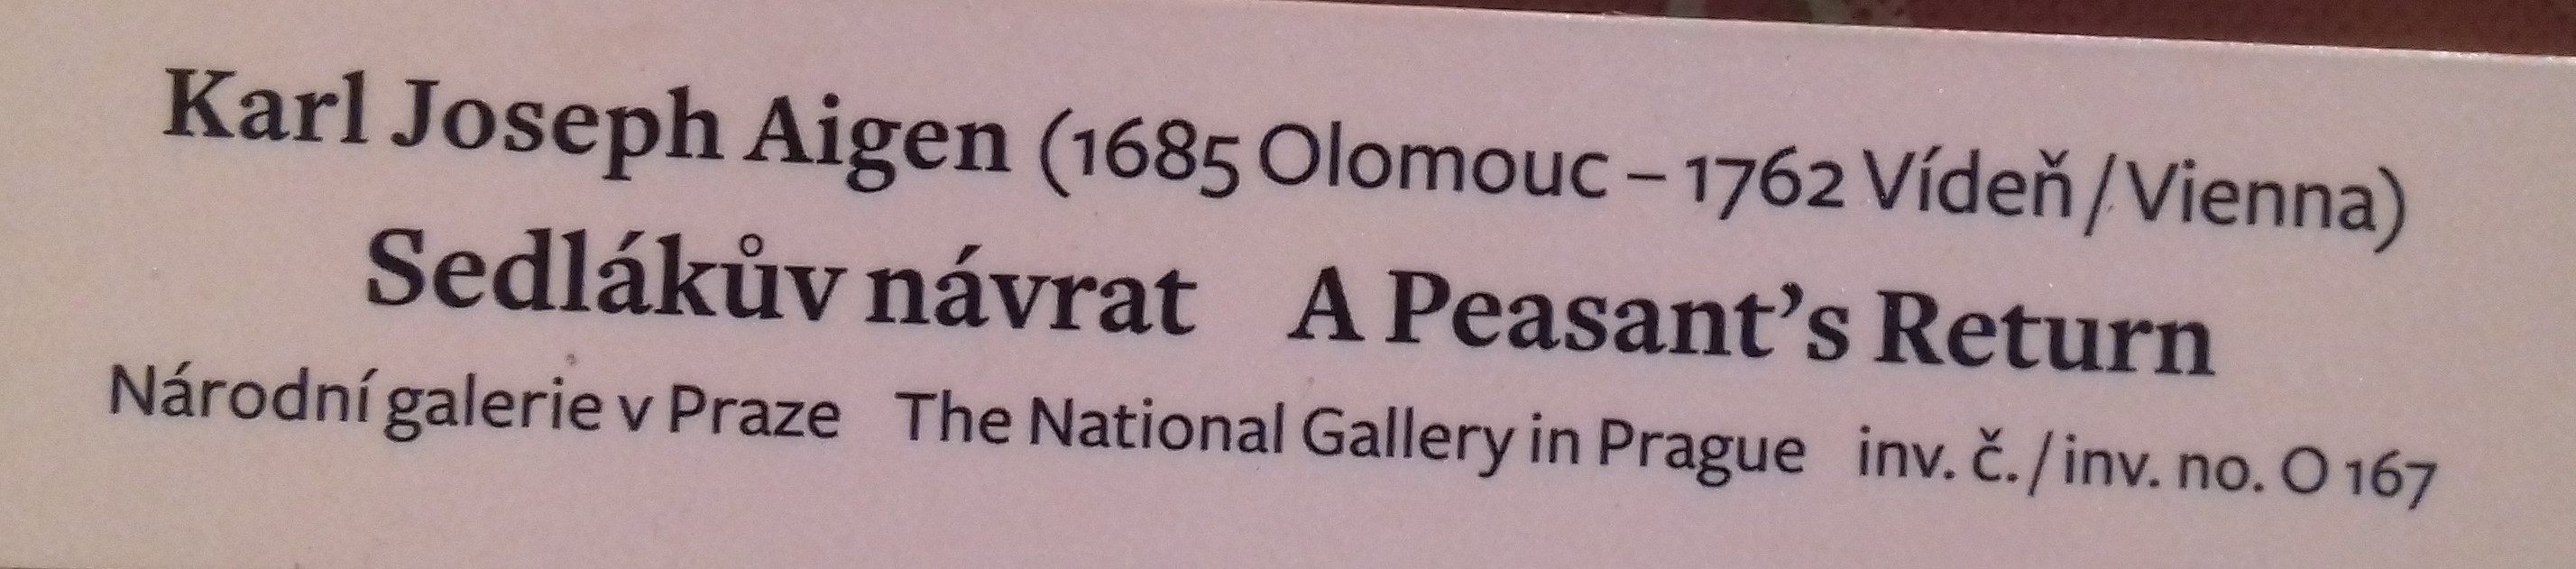 Karl Joseph Aigen (1685 Olomouc – 1762 Vídeň / Vienna)
Sedlákův návrat A Peasant’s Return
Národní galerie v Praze The National Gallery in Prague inv. č. / inv. no. O 167